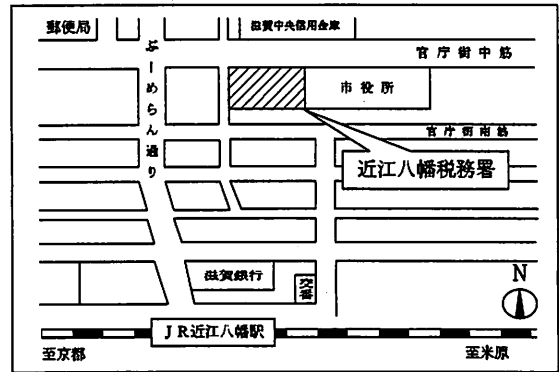 郵便局
滋賀中央信用金庫
官庁街中筋
ぶーめらん通り
市役所
官庁街南筋
近江八幡税務署
滋賀銀行
交番
N
JR近江八幡駅
至京都
至米原